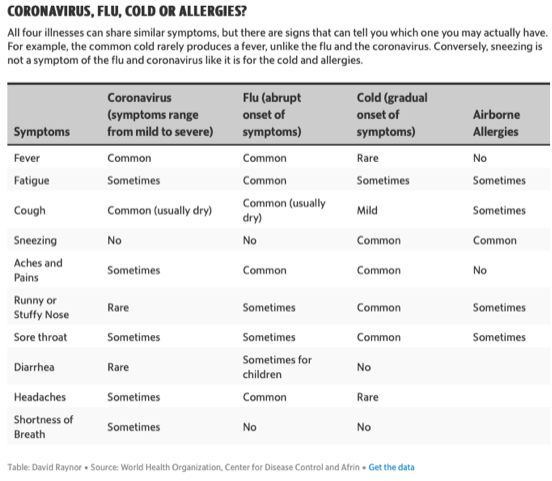 CORONAVIRUS, FLU, COLD OR ALLERGIES?
All four illnesses can share similar symptoms, but there are signs that can tell you which one you may actually have.
For example, the common cold rarely produces a fever, unlike the flu and the coronavirus. Conversely, sneezing is
not a symptom of the flu and coronavirus like it is for the cold and allergies.
Symptoms
Coronavirus
(symptoms range
from mild to severe)
Flu (abrupt
onset of
symptoms)
Cold (gradual
onset of
symptoms)
Airborne
Allergies
Fever Common Common Rare No
Fatigue Sometimes Common Sometimes Sometimes
Cough Common (usually dry) Common (usually
dry) Mild Sometimes
Sneezing No No Common Common
Aches and
Pains Sometimes Common Common No
Runny or
Stuffy Nose Rare Sometimes Common Sometimes
Sore throat Sometimes Sometimes Common Sometimes
Diarrhea Rare Sometimes for
children No
Headaches Sometimes Common Rare
Shortness of
Breath Sometimes No No
Table: David Raynor • Source: World Health Organization, Center for Disease Control and Afrin • Get the data